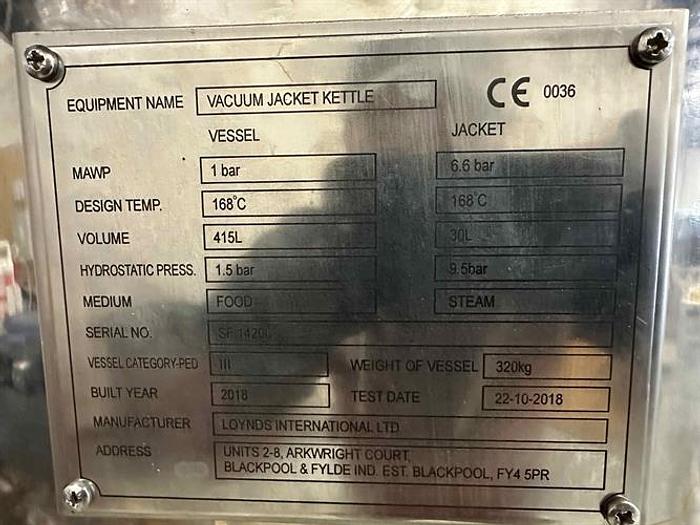 EQUIPMENT NAME VACUUM JACKET KETTLE CE 0036
VESSEL JACKET
MAWP 1 bar 6.6 bar
DESIGN TEMP. 168°C 168°C
VOLUME 415L 30L
HYDROSTATIC PRESS. 1.5 bar 9.5bar
MEDIUM FOOD STEAM
SERIAL NO. SF
VESSEL CATEGORY-PED III WEIGHT OF VESSEL 320kg
BUILT YEAR 2018 TEST DATE 22-10-2018
MANUFACTURER LOYNDS INTERNATIONAL LTD
ADDRESS UNITS 2-8, ARKWRIGHT COURT,
BLACKPOOL & FYLDE IND. EST. BLACKPOOL, FY4 5PR